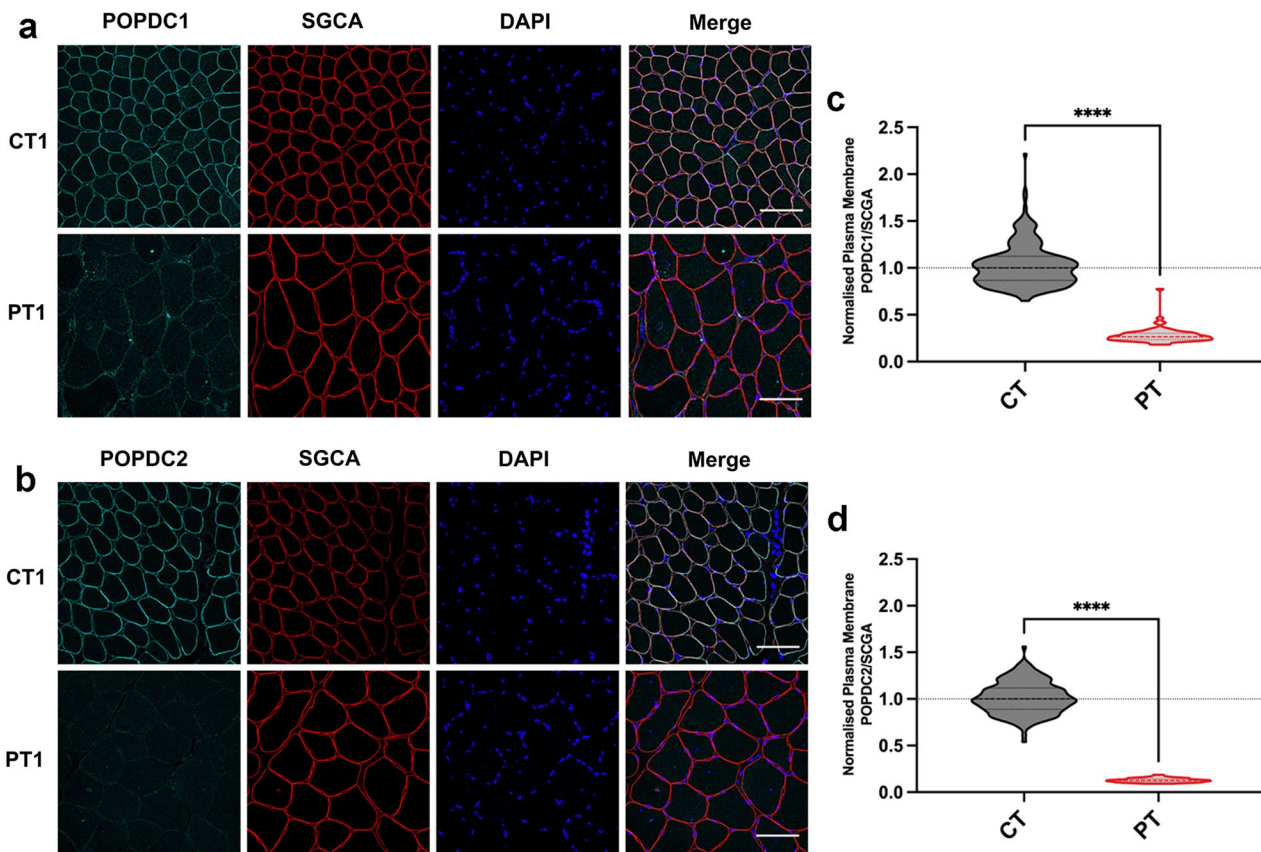 a
POPDC1 SGCA DAPI Merge
CT1
PT1
b
POPDC2 SGCA DAPI Merge
CT1
PT1
c
Normalised Plasma Membrane
POPDC1/SCGA
2.5
2.0
1.5
1.0
0.5
0.0
****
CT PT
d
Normalised Plasma Membrane
POPDC2/SCGA
2.5
2.0
1.5
1.0
0.5
0.0
****
CT PT